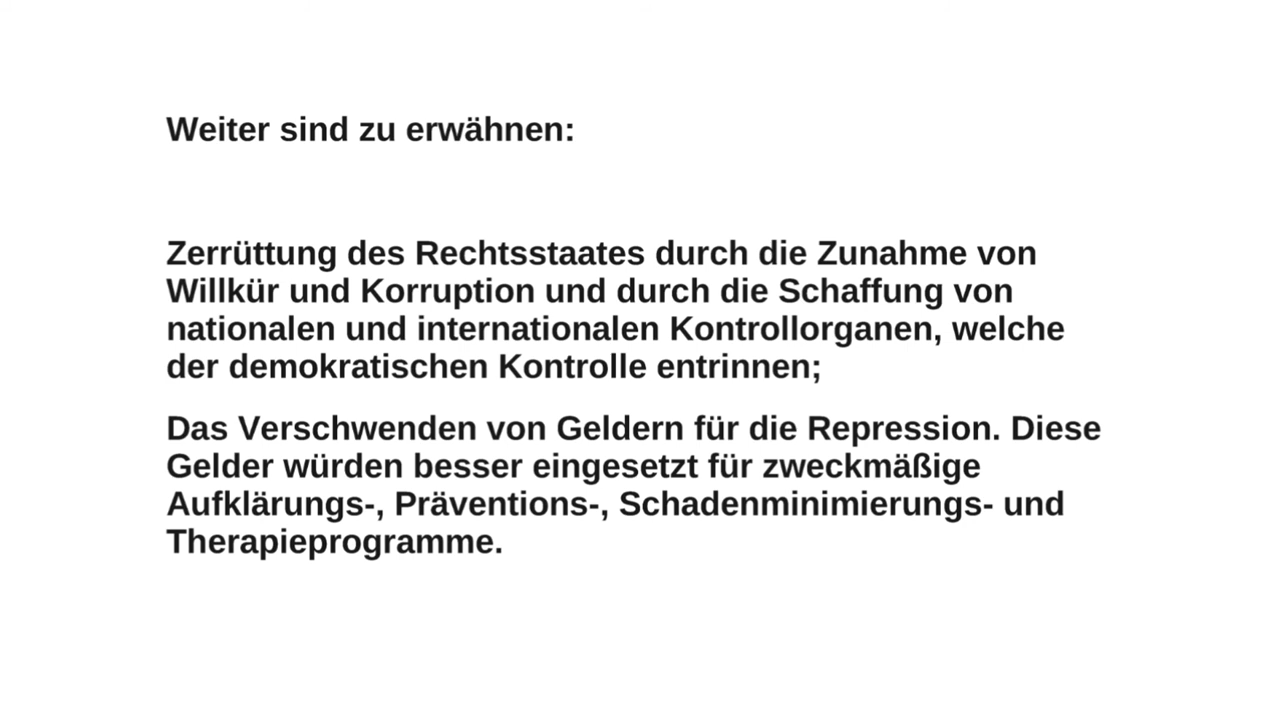 Weiter sind zu erwähnen:
Zerrüttung des Rechtsstaates durch die Zunahme von
Willkür und Korruption und durch die Schaffung von
nationalen und internationalen Kontrollorganen, welche
der demokratischen Kontrolle entrinnen;
Das Verschwenden von Geldern für die Repression. Diese
Gelder würden besser eingesetzt für zweckmäßige
Aufklärungs-, Präventions-, Schadenminimierungs- und
Therapieprogramme.